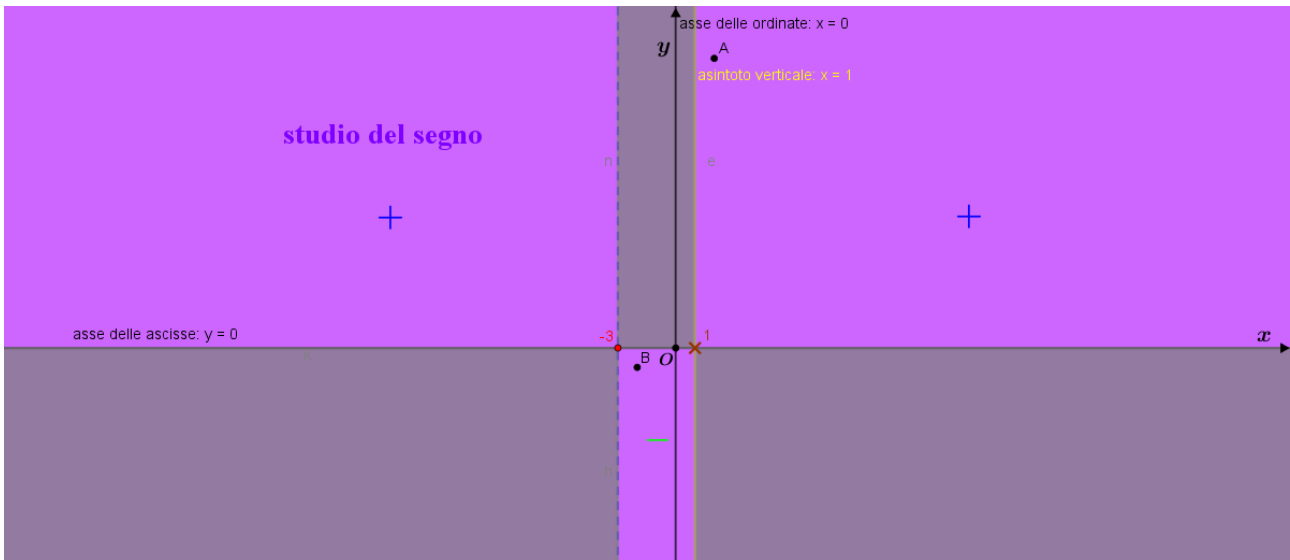 asse delle ordinate: x = 0
y
A
asintoto verticale: x = 1
studio del segno
n
e
+
+
asse delle ascisse: y = 0
-3
1
x
B
O